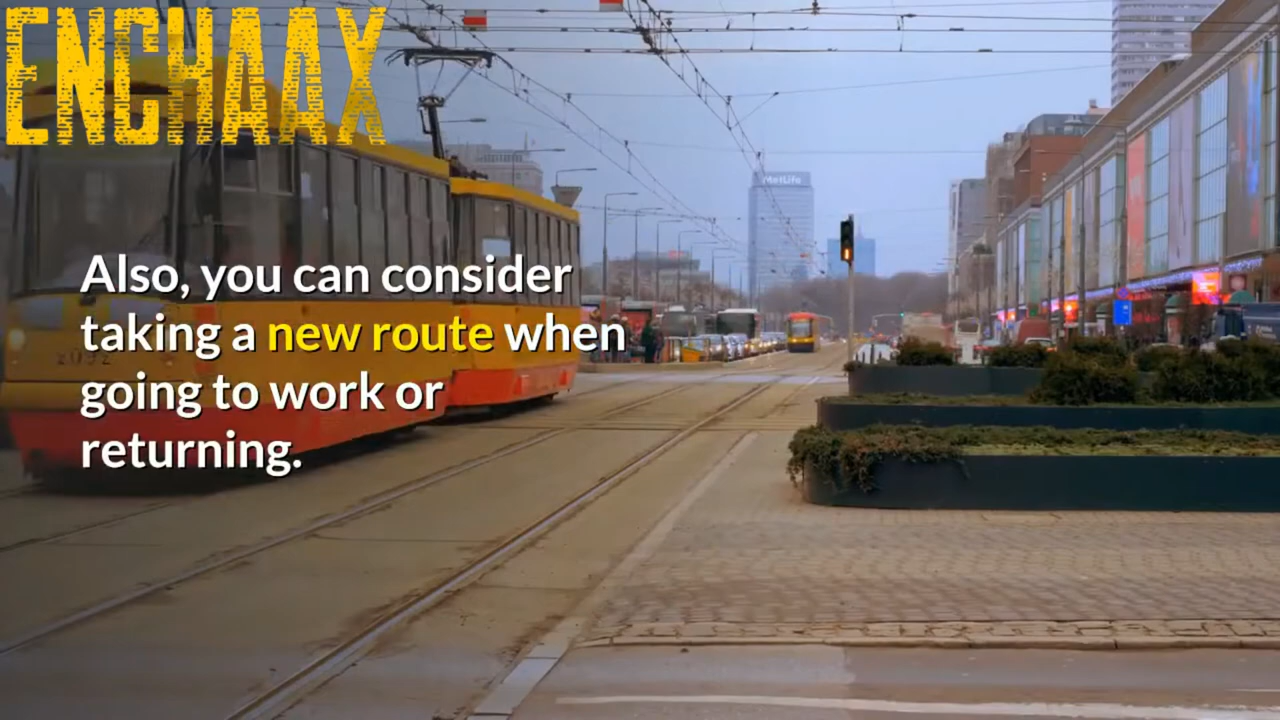 ENCHAAX
MetLife
Also, you can consider
taking a new route when
going to work or
returning.